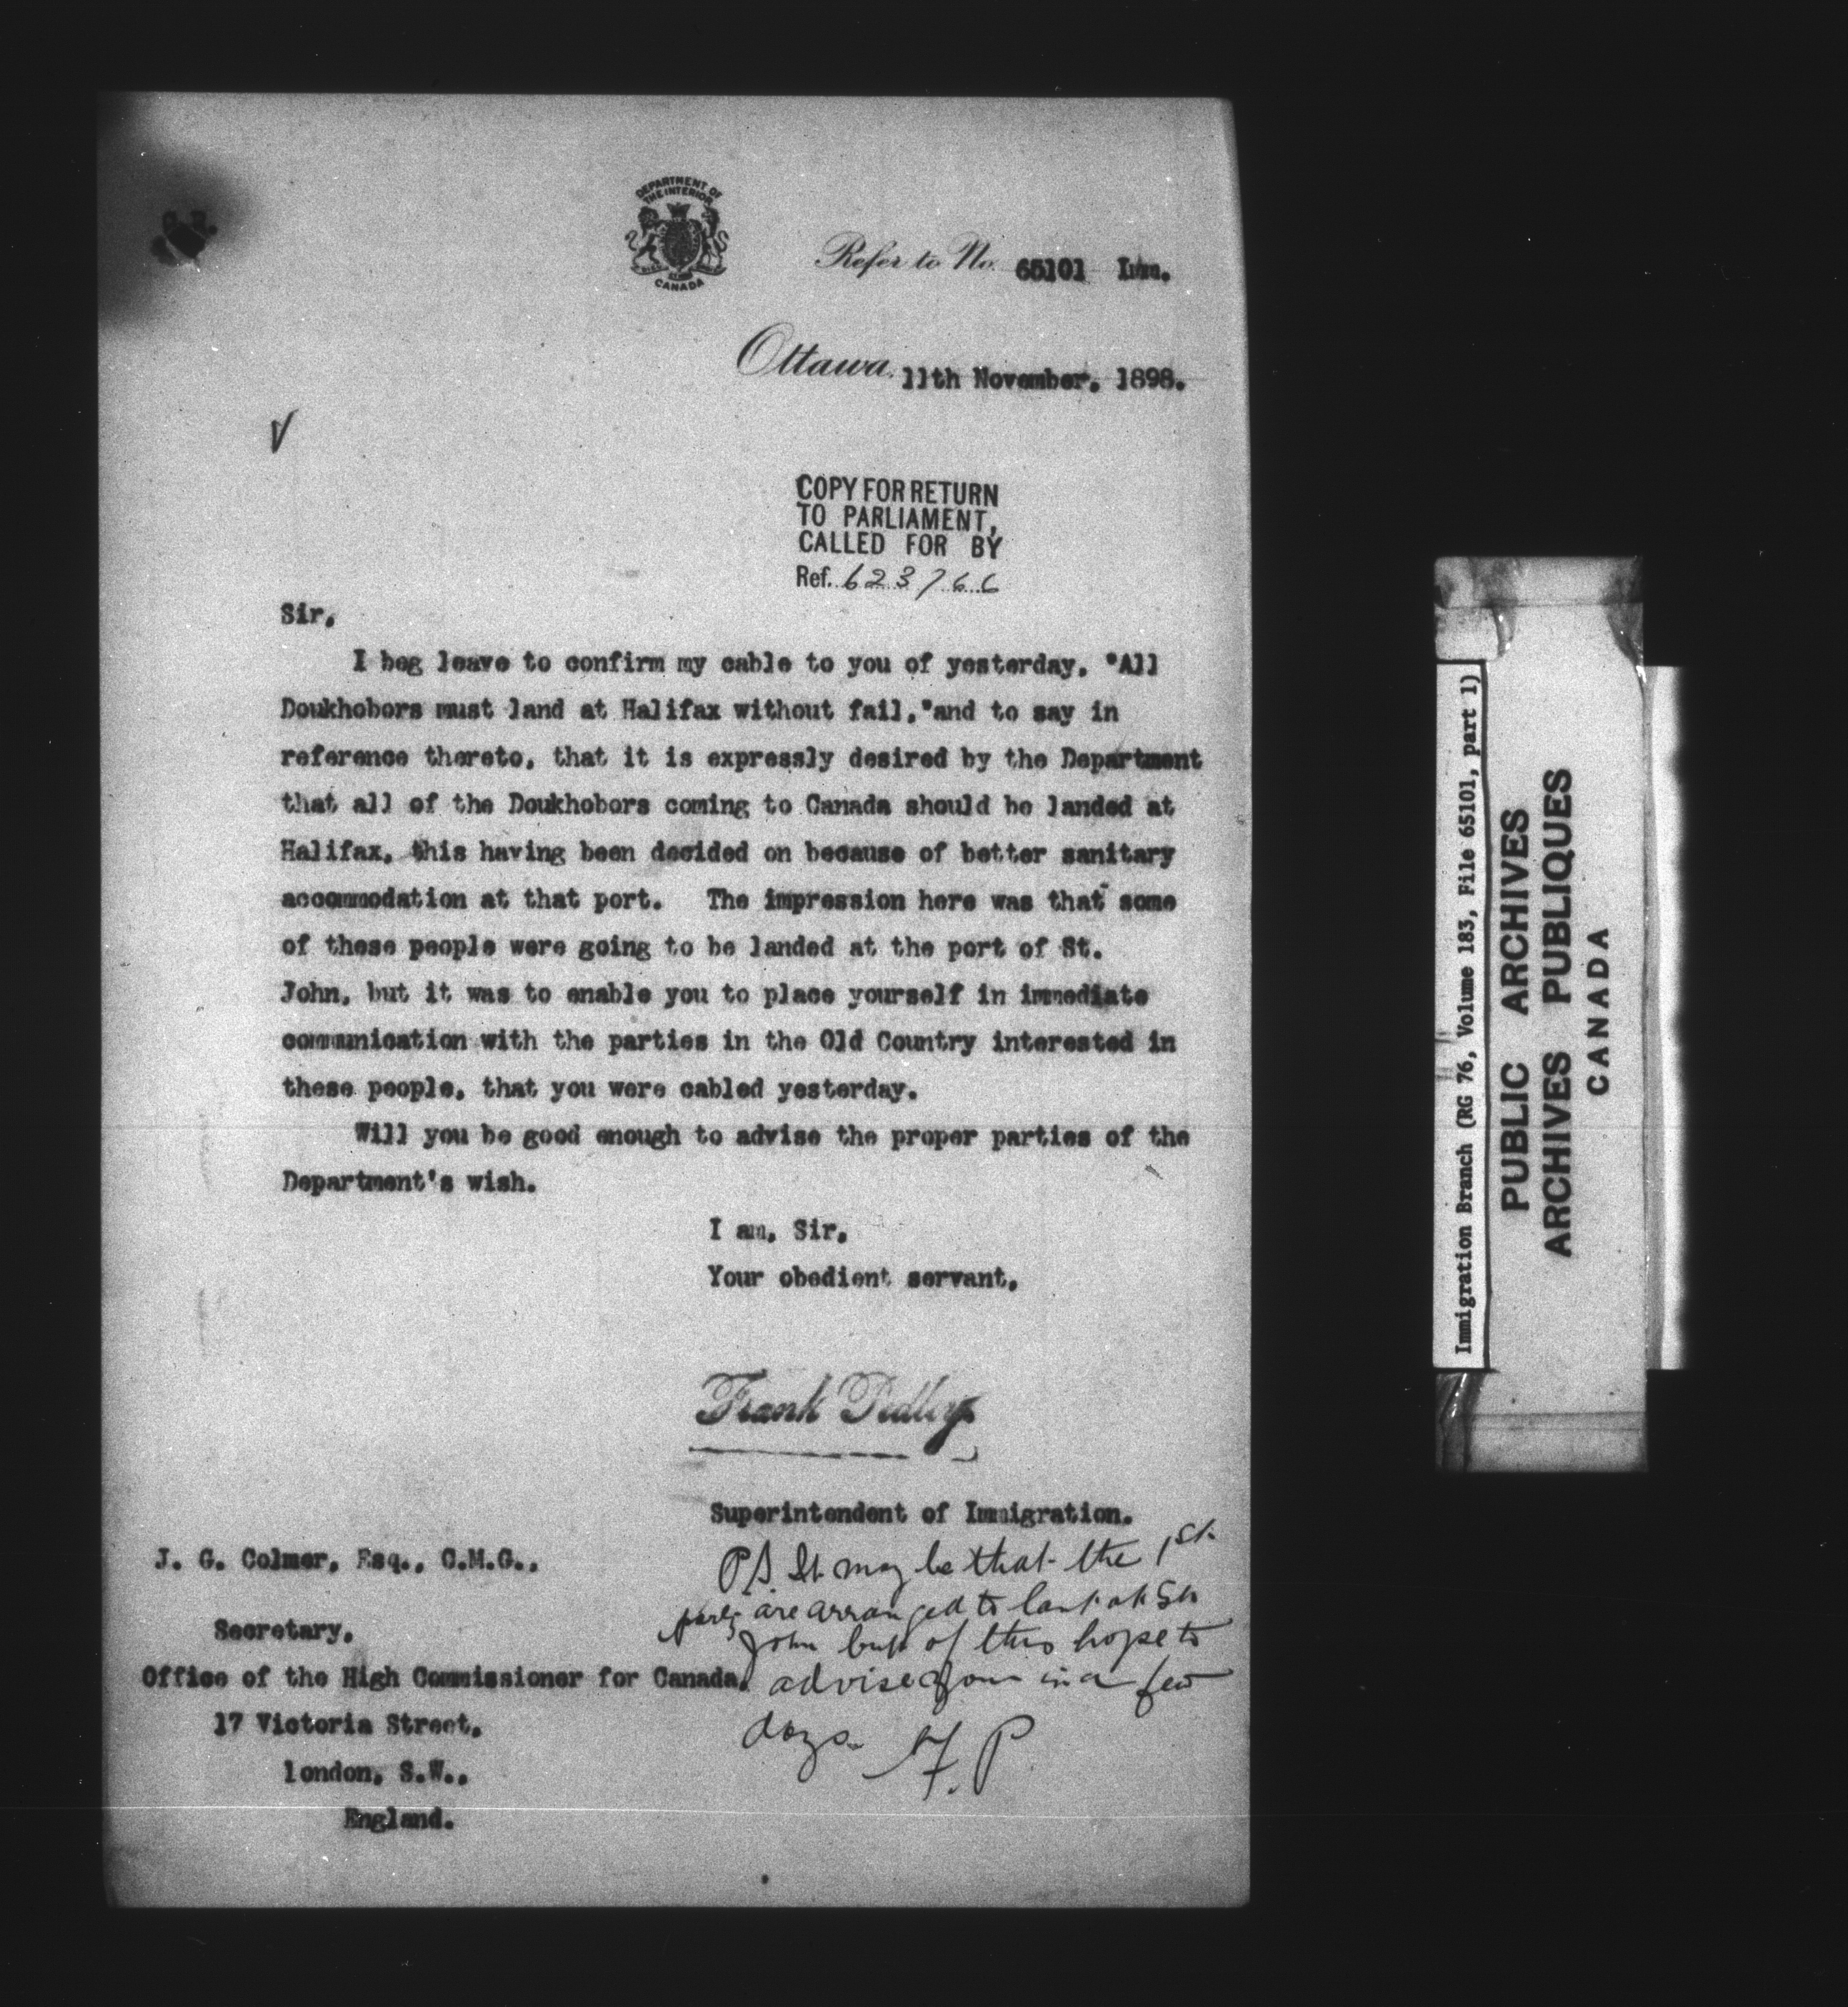 DEPARTMENT OF
THE INTERIOR
CANADA
Refer to No. 65101 Imm.
Ottawa, 11th November, 1898.
COPY FOR RETURN
TO PARLIAMENT,
CALLED FOR BY
Ref. 623766
Sir,
I beg leave to confirm my cable to you of yesterday, "All
Doukhobors must land at Halifax without fail," and to say in
reference thereto, that it is expressly desired by the Department
that all of the Doukhobors coming to Canada should be landed at
Halifax, this having been decided on because of better sanitary
accommodation at that port. The impression here was that some
of these people were going to be landed at the port of St.
John, but it was to enable you to place yourself in immediate
communication with the parties in the Old Country interested in
these people, that you were cabled yesterday.
Will you be good enough to advise the proper parties of the
Department's wish.
I am, Sir,
Your obedient servant,
Frank Pedley
Superintendent of Immigration.
P.S. It may be that the 1st
party are arranged to land at St
John but of this hope to
advise you in a few
days. F.P.
J. G. Colmer, Esq., C.M.G.,
Secretary,
Office of the High Commissioner for Canada,
17 Victoria Street,
London, S.W.,
England.
Immigration Branch (RG 76, Volume 183, File 65101, part 1)
PUBLIC ARCHIVES
ARCHIVES PUBLIQUES
CANADA